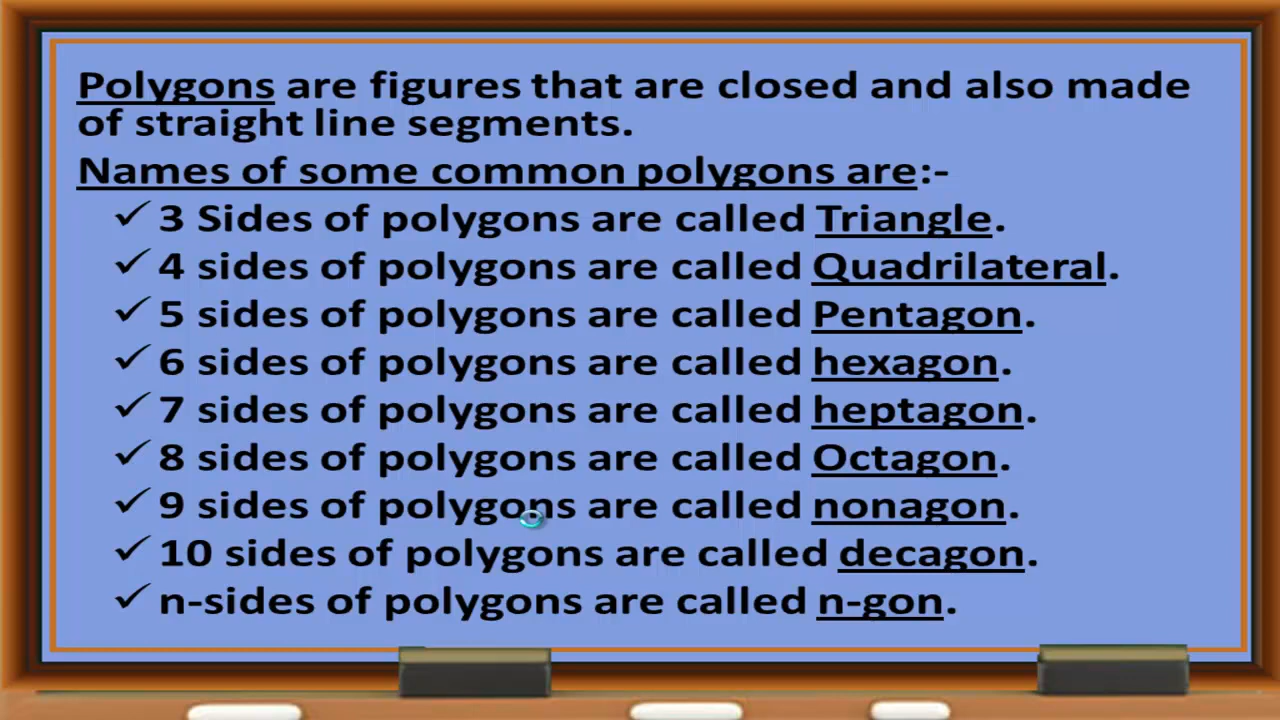 Polygons are figures that are closed and also made
of straight line segments.
Names of some common polygons are:-
✓ 3 Sides of polygons are called Triangle.
✓ 4 sides of polygons are called Quadrilateral.
✓ 5 sides of polygons are called Pentagon.
✓ 6 sides of polygons are called hexagon.
✓ 7 sides of polygons are called heptagon.
✓ 8 sides of polygons are called Octagon.
✓ 9 sides of polygons are called nonagon.
✓ 10 sides of polygons are called decagon.
✓ n-sides of polygons are called n-gon.